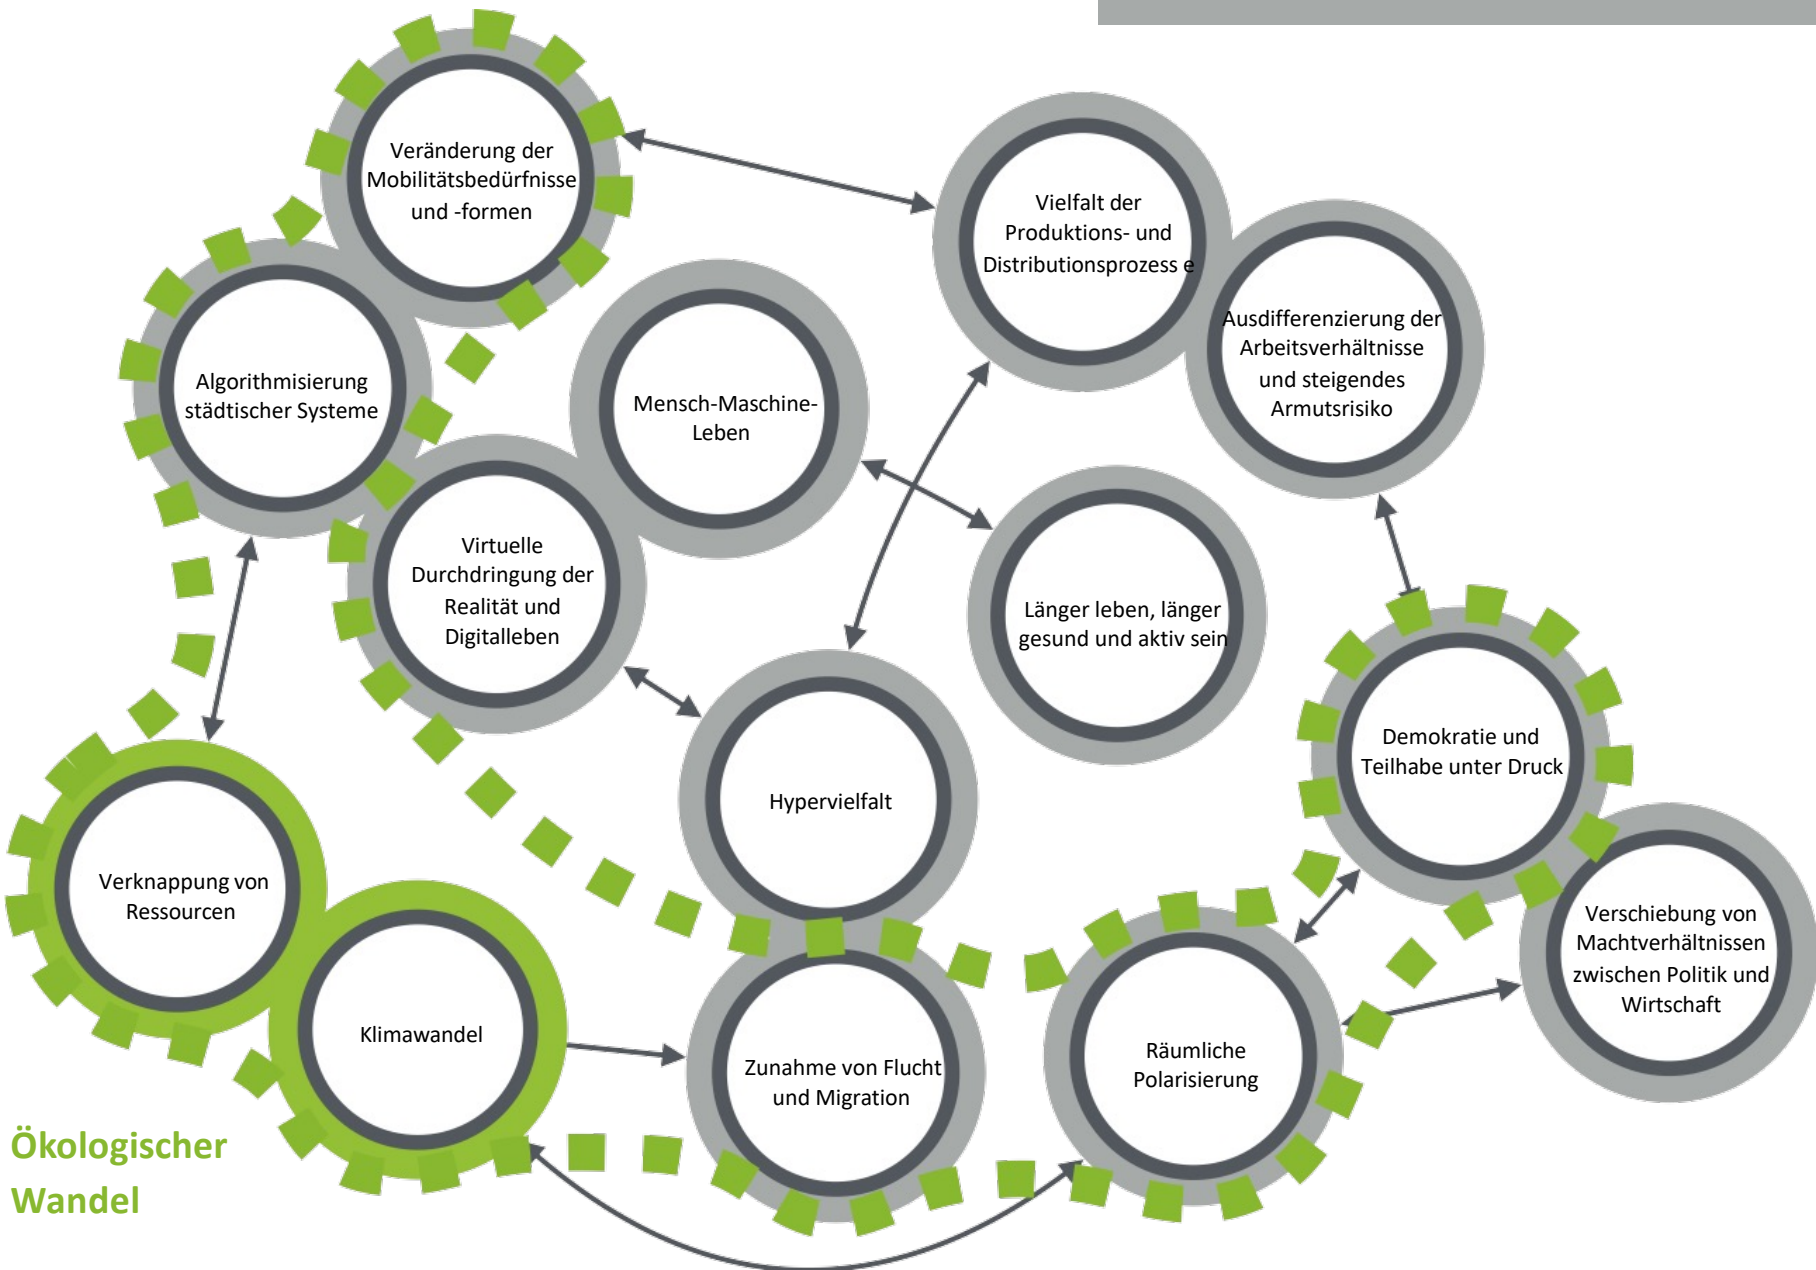 Veränderung der
Mobilitätsbedürfnisse
und -formen
Vielfalt der
Produktions- und
Distributionsprozess e
Ausdifferenzierung der
Arbeitsverhältnisse
und steigendes
Armutsrisiko
Algorithmisierung
städtischer Systeme
Mensch-Maschine-
Leben
Virtuelle
Durchdringung der
Realität und
Digitalleben
Länger leben, länger
gesund und aktiv sein
Hypervielfalt
Demokratie und
Teilhabe unter Druck
Verknappung von
Ressourcen
Verschiebung von
Machtverhältnissen
zwischen Politik und
Wirtschaft
Klimawandel
Zunahme von Flucht
und Migration
Räumliche
Polarisierung
Ökologischer
Wandel